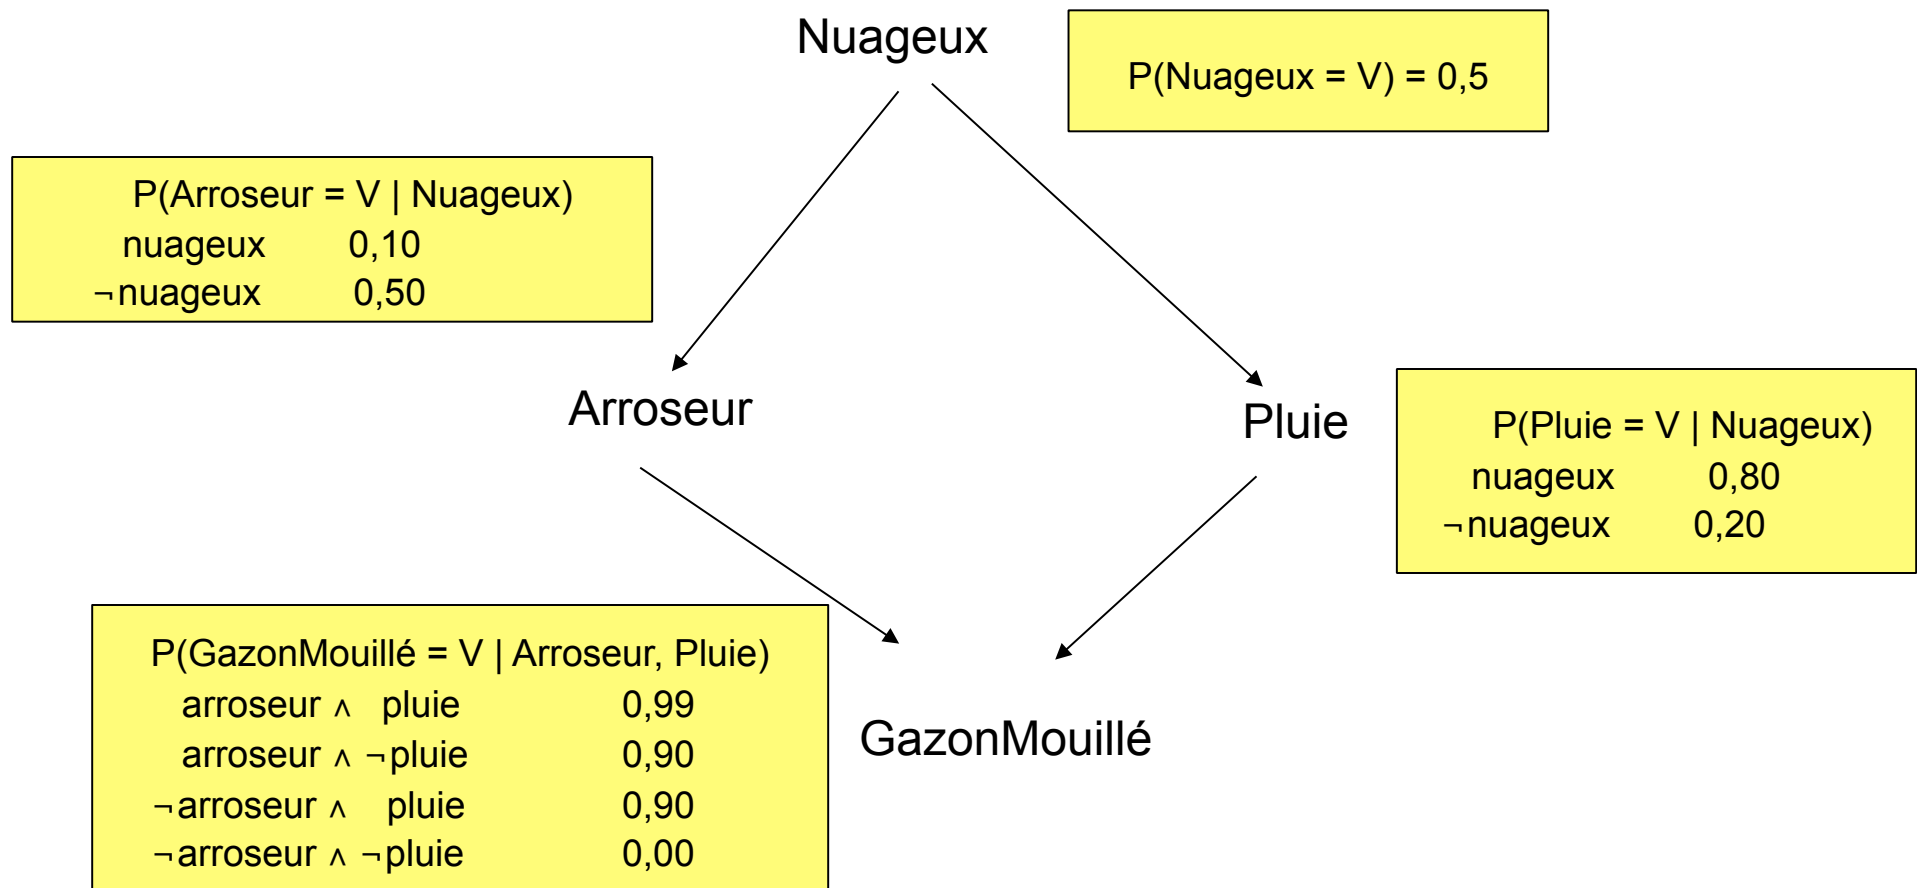 Nuageux
P(Nuageux = V) = 0,5
P(Arroseur = V | Nuageux)
nuageux 0,10
¬nuageux 0,50
Arroseur
Pluie
P(Pluie = V | Nuageux)
nuageux 0,80
¬nuageux 0,20
P(GazonMouillé = V | Arroseur, Pluie)
arroseur ∧ pluie 0,99
arroseur ∧ ¬pluie 0,90
¬arroseur ∧ pluie 0,90
¬arroseur ∧ ¬pluie 0,00
GazonMouillé